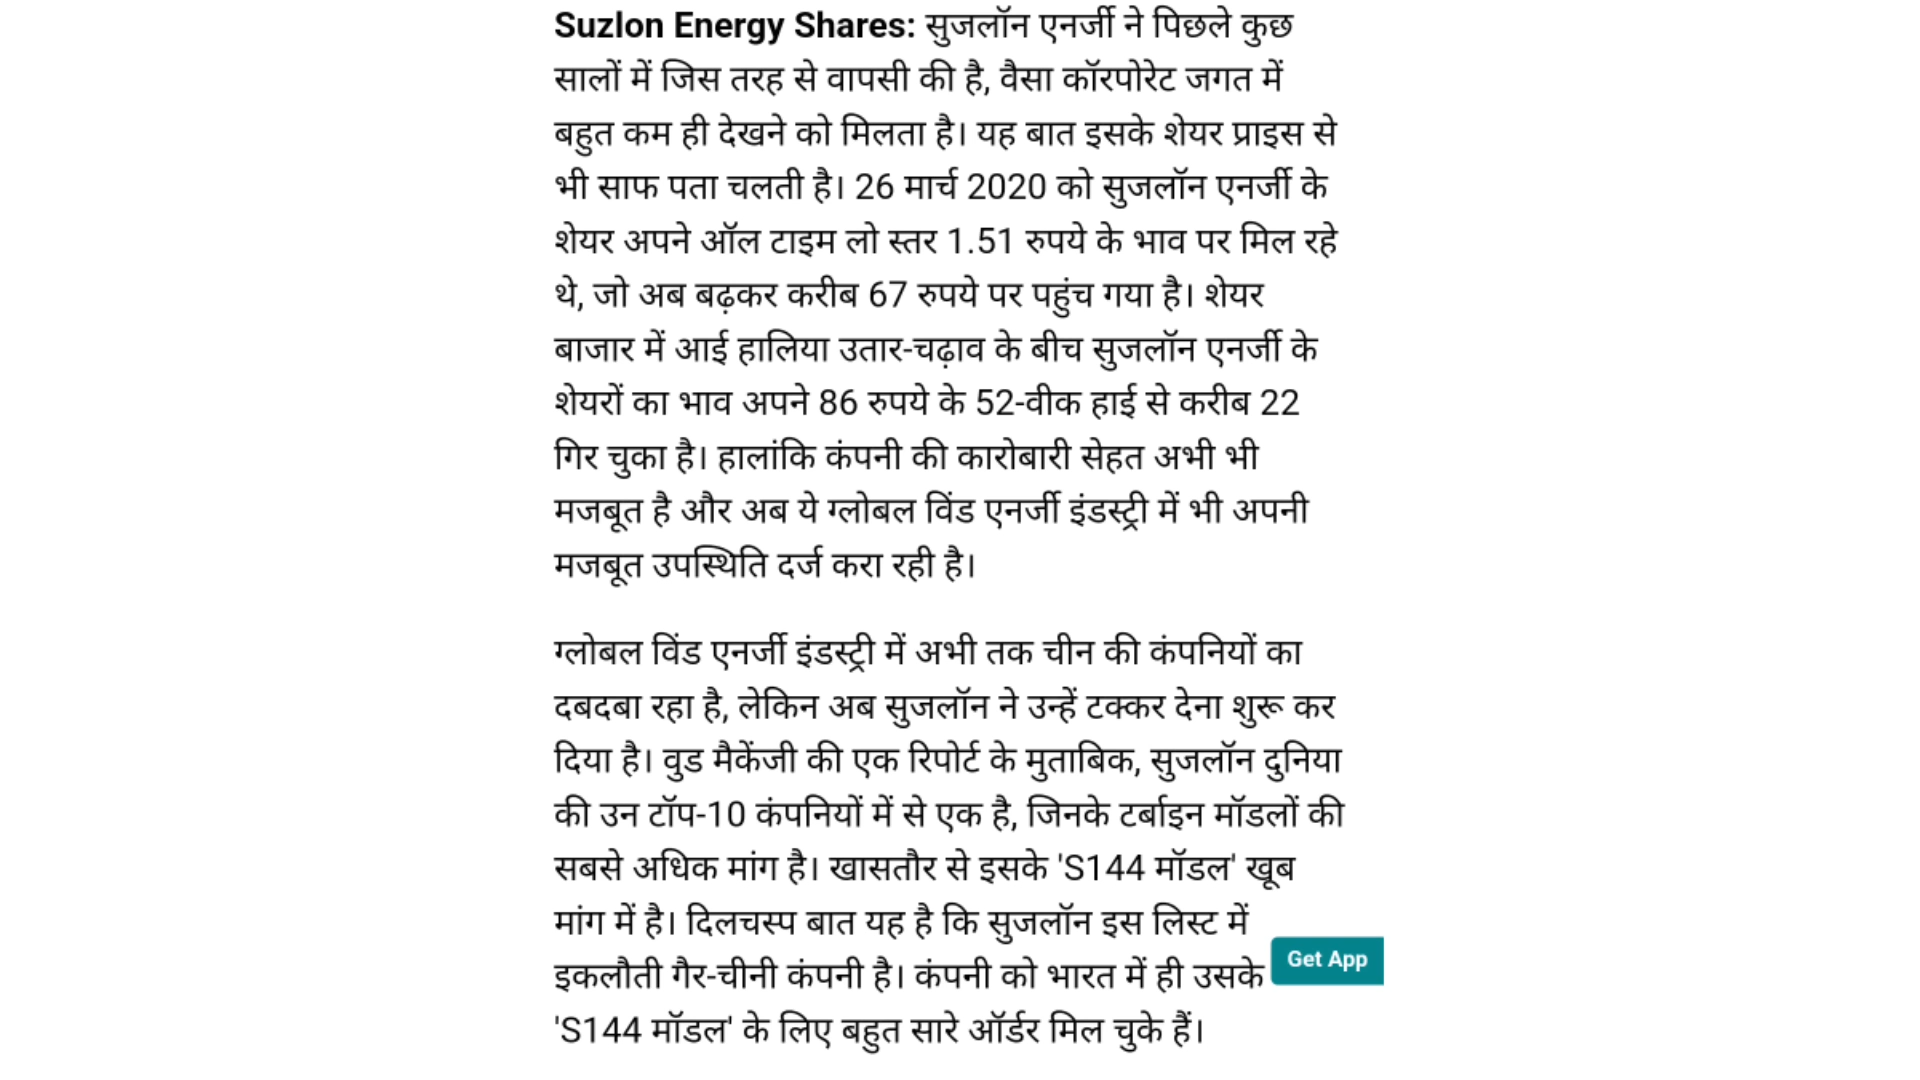 Suzlon Energy Shares: सुजलॉन एनर्जी ने पिछले कुछ
सालों में जिस तरह से वापसी की है, वैसा कॉरपोरेट जगत में
बहुत कम ही देखने को मिलता है। यह बात इसके शेयर प्राइस से
भी साफ पता चलती है। 26 मार्च 2020 को सुजलॉन एनर्जी के
शेयर अपने ऑल टाइम लो स्तर 1.51 रुपये के भाव पर मिल रहे
थे, जो अब बढ़कर करीब 67 रुपये पर पहुंच गया है। शेयर
बाजार में आई हालिया उतार-चढ़ाव के बीच सुजलॉन एनर्जी के
शेयरों का भाव अपने 86 रुपये के 52-वीक हाई से करीब 22
गिर चुका है। हालांकि कंपनी की कारोबारी सेहत अभी भी
मजबूत है और अब ये ग्लोबल विंड एनर्जी इंडस्ट्री में भी अपनी
मजबूत उपस्थिति दर्ज करा रही है।
ग्लोबल विंड एनर्जी इंडस्ट्री में अभी तक चीन की कंपनियों का
दबदबा रहा है, लेकिन अब सुजलॉन ने उन्हें टक्कर देना शुरू कर
दिया है। वुड मैकेंजी की एक रिपोर्ट के मुताबिक, सुजलॉन दुनिया
की उन टॉप-10 कंपनियों में से एक है, जिनके टर्बाइन मॉडलों की
सबसे अधिक मांग है। खासतौर से इसके 'S144 मॉडल' खूब
मांग में है। दिलचस्प बात यह है कि सुजलॉन इस लिस्ट में
इकलौती गैर-चीनी कंपनी है। कंपनी को भारत में ही उसके
Get App
'S144 मॉडल' के लिए बहुत सारे ऑर्डर मिल चुके हैं।